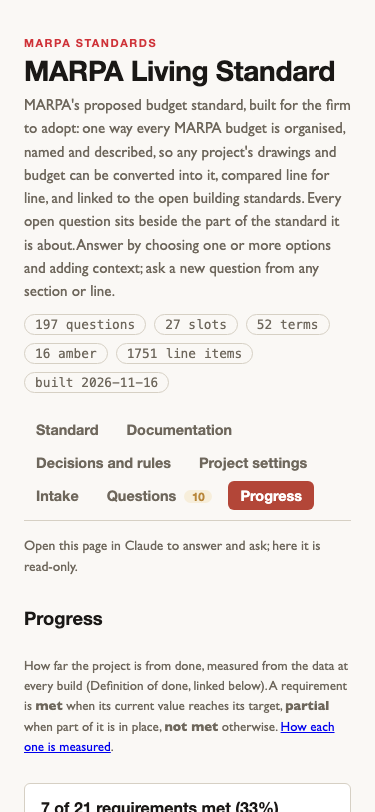 MARPA STANDARDS
MARPA Living Standard
MARPA's proposed budget standard, built for the firm
to adopt: one way every MARPA budget is organised,
named and described, so any project's drawings and
budget can be converted into it, compared line for
line, and linked to the open building standards. Every
open question sits beside the part of the standard it
is about. Answer by choosing one or more options
and adding context; ask a new question from any
section or line.
197 questions 27 slots 52 terms
16 amber 1751 line items
built 2026-11-16
Standard Documentation
Decisions and rules Project settings
Intake Questions 10 Progress
Open this page in Claude to answer and ask; here it is
read-only.
Progress
How far the project is from done, measured from the data at
every build (Definition of done, linked below). A requirement
is met when its current value reaches its target, partial
when part of it is in place, not met otherwise. How each
one is measured.
7 of 21 requirements met (33%)